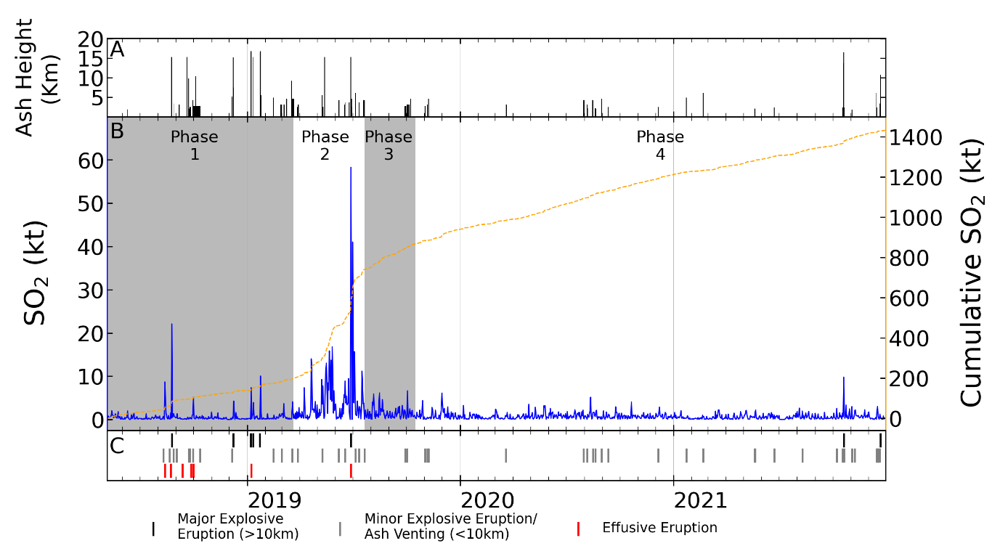 Ash Height
(Km)
20
15
10
5
A
B
Phase
1
Phase
2
Phase
3
Phase
4
SO₂ (kt)
60
50
40
30
20
10
0
1400
1200
1000
800
600
400
200
0
Cumulative SO₂ (kt)
C
2019
2020
2021
Major Explosive
Eruption (>10km)
Minor Explosive Eruption/
Ash Venting (<10km)
Effusive Eruption